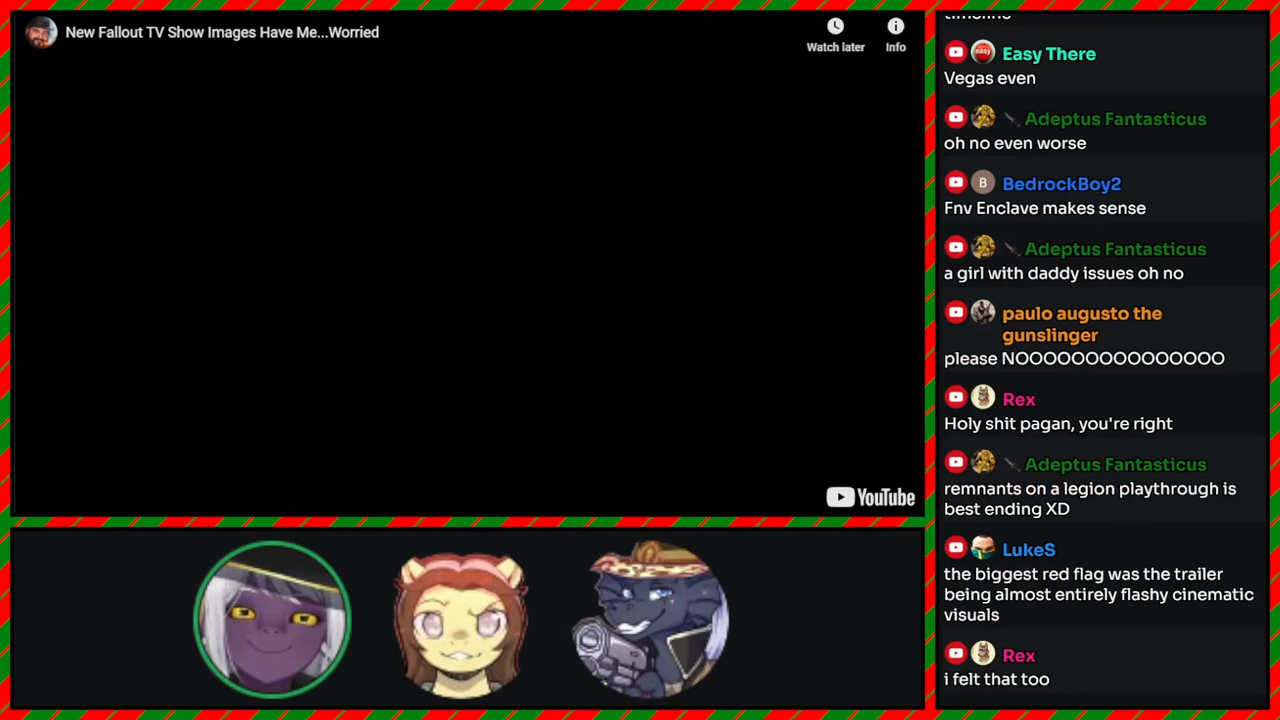 New Fallout TV Show Images Have Me...Worried
Watch later
Info
YouTube
Easy There
Vegas even
Adeptus Fantasticus
oh no even worse
B
BedrockBoy2
Fnv Enclave makes sense
Adeptus Fantasticus
a girl with daddy issues oh no
paulo augusto the
gunslinger
please NOOOOOOOOOOOOOOO
Rex
Holy shit pagan, you're right
Adeptus Fantasticus
remnants on a legion playthrough is
best ending XD
LukeS
the biggest red flag was the trailer
being almost entirely flashy cinematic
visuals
Rex
i felt that too